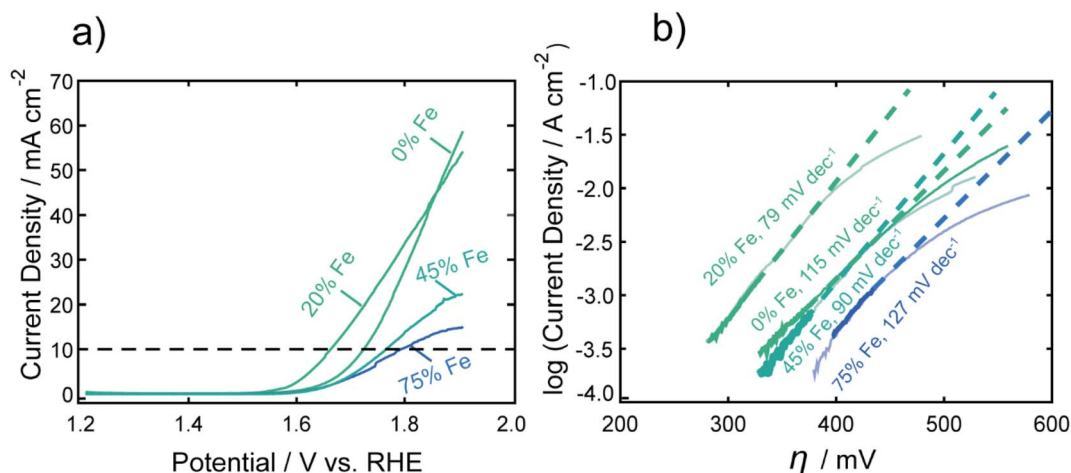 a)
Current Density / mA cm⁻²
70
60
50
40
30
20
10
0
0% Fe
20% Fe
45% Fe
75% Fe
1.2 1.4 1.6 1.8 2.0
Potential / V vs. RHE
b)
log (Current Density / A cm⁻²)
-1.0
-1.5
-2.0
-2.5
-3.0
-3.5
-4.0
20% Fe, 79 mV dec⁻¹
0% Fe, 115 mV dec⁻¹
45% Fe, 90 mV dec⁻¹
75% Fe, 127 mV dec⁻¹
200 300 400 500 600
η / mV